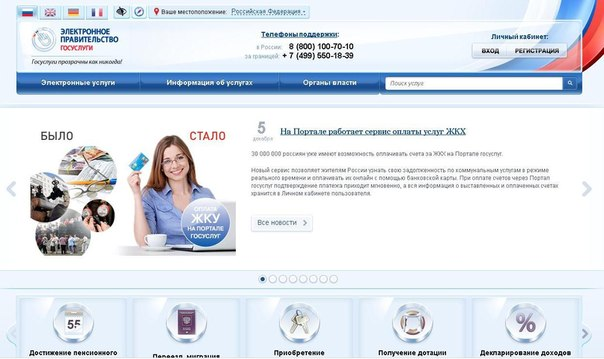 Ваше местоположение: Российская Федерация
ЭЛЕКТРОННОЕ
ПРАВИТЕЛЬСТВО
ГОСУСЛУГИ
Госуслуги прозрачны как никогда!
Телефоны поддержки:
в России: 8 (800) 100-70-10
за границей: +7 (499) 550-18-39
Личный кабинет:
ВХОД РЕГИСТРАЦИЯ
Электронные услуги
Информация об услугах
Органы власти
Поиск услуг
БЫЛО
СТАЛО
ОПЛАТА
ЖКУ
НА ПОРТАЛЕ
ГОСУСЛУГ
5
декабря
На Портале работает сервис оплаты услуг ЖКХ
30 000 000 россиян уже имеют возможность оплачивать счета за ЖКУ на Портале госуслуг.
Новый сервис позволяет жителям России узнать свою задолженность по коммунальным услугам в режиме
реального времени и оплачивать их онлайн с помощью банковской карты. При оплате счетов через Портал
госуслуг подтверждение платежа приходит мгновенно, а вся информация о выставленных и оплаченных счетах
хранится в Личном кабинете пользователя.
Все новости
55
%
Достижение пенсионного
Переезд, миграция
Приобретение
Получение дотации
Декларирование доходов